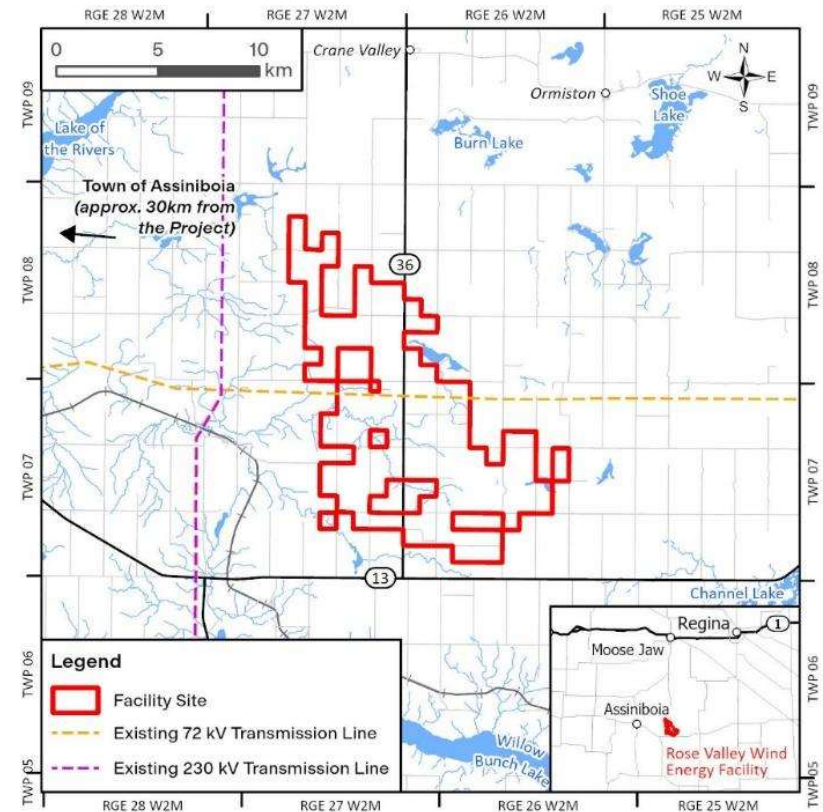 RGE 28 W2M
RGE 27 W2M
RGE 26 W2M
RGE 25 W2M
0 5 10
km
Crane Valley
N
W E
S
Ormiston
TWP 09
TWP 09
Shoe
Lake
Lake of
the Rivers
Burn Lake
Town of Assiniboia
(approx. 30km from
the Project)
36
TWP 08
TWP 08
TWP 07
TWP 07
13
Channel Lake
Legend
Facility Site
Existing 72 kV Transmission Line
Existing 230 kV Transmission Line
Willow
Bunch Lake
Regina
1
Moose Jaw
Assiniboia
Rose Valley Wind
Energy Facility
TWP 06
TWP 06
TWP 05
TWP 05
RGE 28 W2M
RGE 27 W2M
RGE 26 W2M
RGE 25 W2M